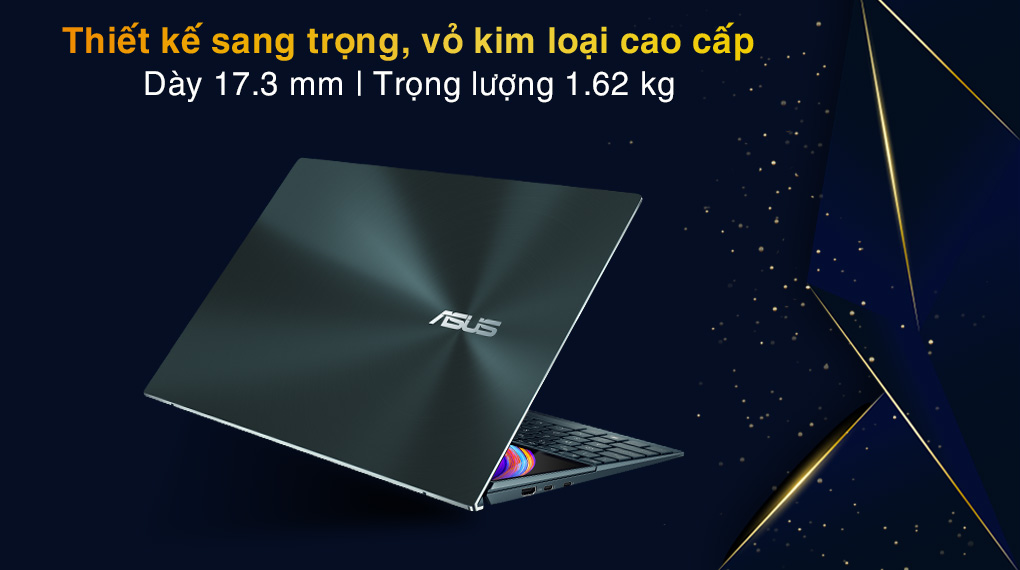 Thiết kế sang trọng, vỏ kim loại cao cấp
Dày 17.3 mm | Trọng lượng 1.62 kg
ASUS